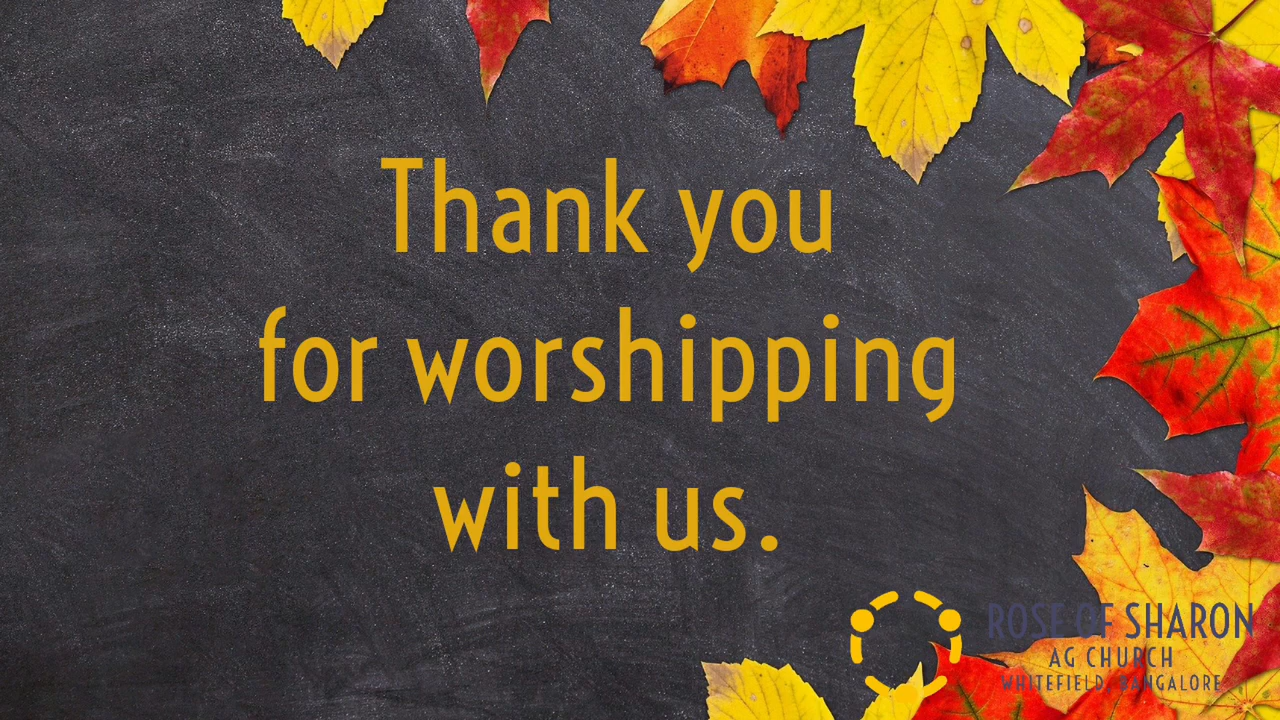 Thank you
for worshipping
with us.
ROSE OF SHARON
AG CHURCH
WHITEFIELD, BANGALORE